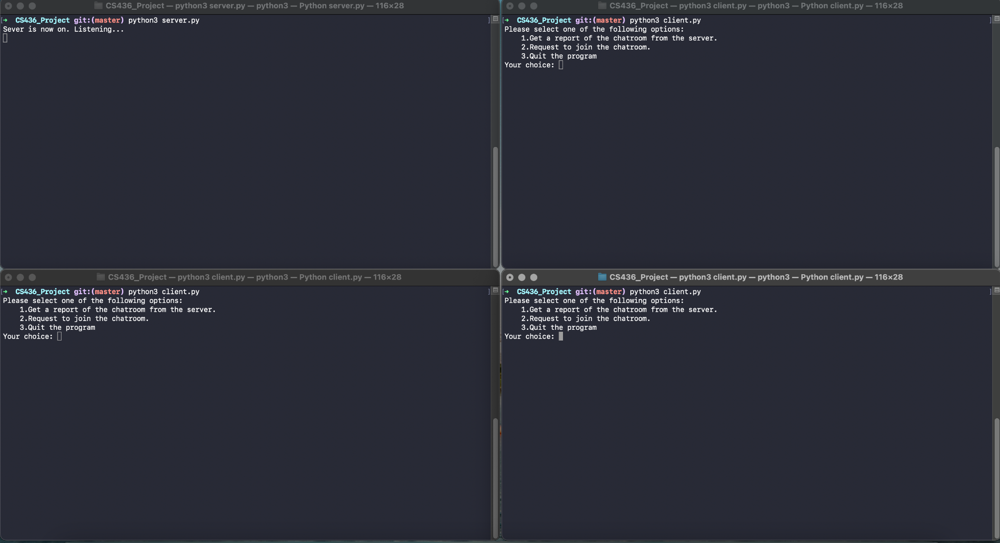 CS436_Project — python3 server.py — python3 — Python server.py — 116×28
[➜  CS436_Project git:(master) python3 server.py ]
Sever is now on. Listening...
CS436_Project — python3 client.py — python3 — Python client.py — 116×28
[➜  CS436_Project git:(master) python3 client.py ]
Please select one of the following options:
    1.Get a report of the chatroom from the server.
    2.Request to join the chatroom.
    3.Quit the program
Your choice:
CS436_Project — python3 client.py — python3 — Python client.py — 116×28
[➜  CS436_Project git:(master) python3 client.py ]
Please select one of the following options:
    1.Get a report of the chatroom from the server.
    2.Request to join the chatroom.
    3.Quit the program
Your choice:
CS436_Project — python3 client.py — python3 — Python client.py — 116×28
[➜  CS436_Project git:(master) python3 client.py ]
Please select one of the following options:
    1.Get a report of the chatroom from the server.
    2.Request to join the chatroom.
    3.Quit the program
Your choice: